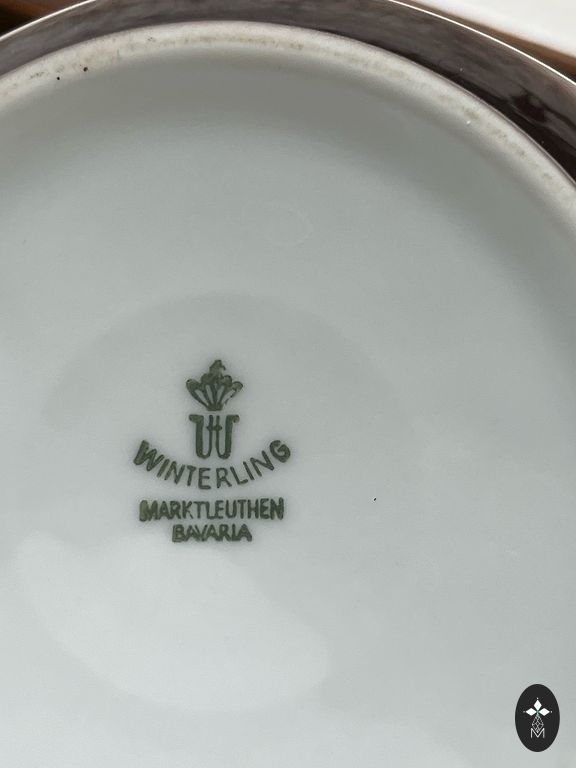 W
WINTERLING
MARKTLEUTHEN
BAVARIA
M